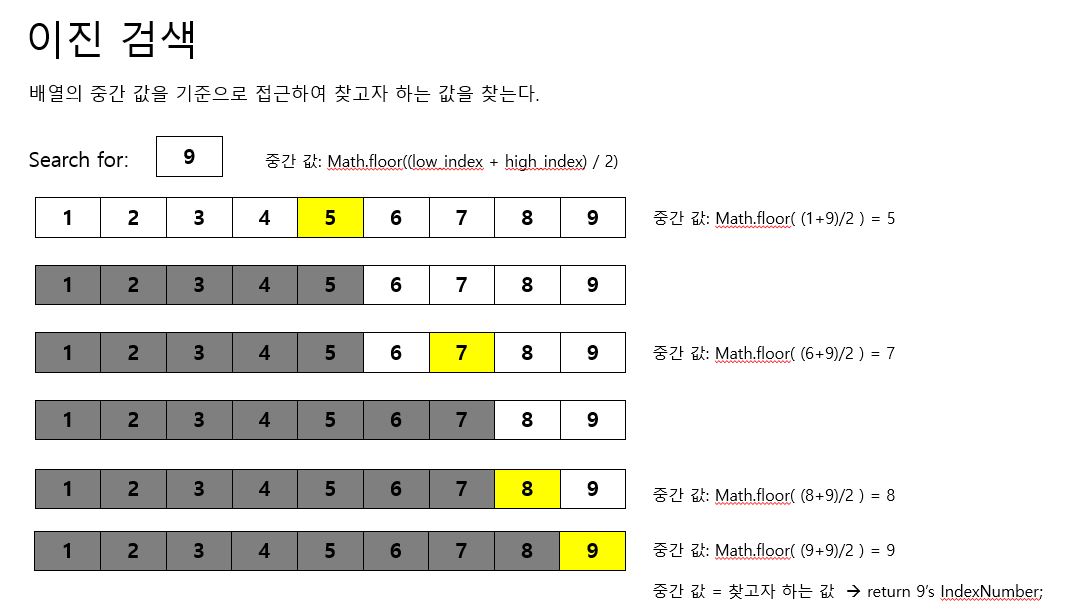 이진 검색
배열의 중간 값을 기준으로 접근하여 찾고자 하는 값을 찾는다.
Search for: 9 중간 값: Math.floor((low_index + high_index) / 2)
1 2 3 4 5 6 7 8 9 중간 값: Math.floor( (1+9)/2 ) = 5
1 2 3 4 5 6 7 8 9
1 2 3 4 5 6 7 8 9 중간 값: Math.floor( (6+9)/2 ) = 7
1 2 3 4 5 6 7 8 9
1 2 3 4 5 6 7 8 9 중간 값: Math.floor( (8+9)/2 ) = 8
1 2 3 4 5 6 7 8 9 중간 값: Math.floor( (9+9)/2 ) = 9
중간 값 = 찾고자 하는 값 → return 9’s IndexNumber;